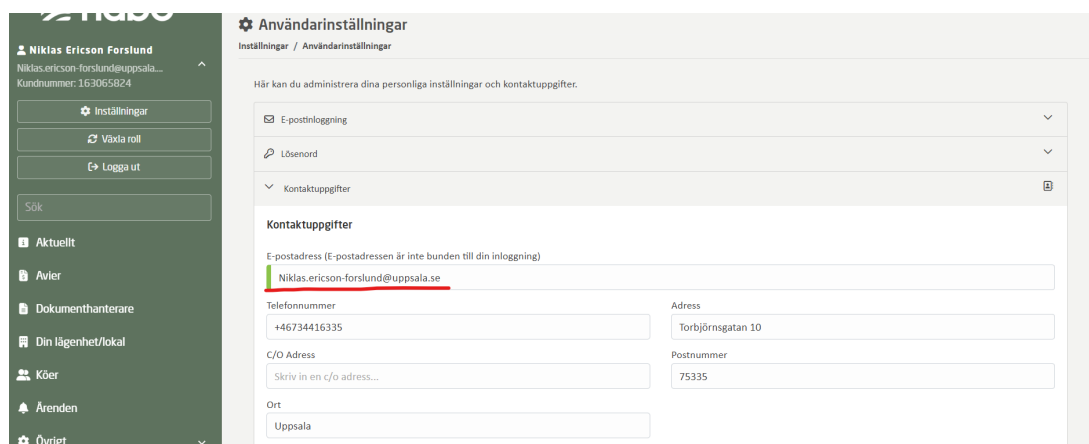 nabo
Niklas Ericson Forslund
Niklas.ericson-forslund@uppsala....
Kundnummer: 163065824
Inställningar
Växla roll
Logga ut
Sök
Aktuellt
Avier
Dokumenthanterare
Din lägenhet/lokal
Köer
Ärenden
Övrigt
Användarinställningar
Inställningar / Användarinställningar
Här kan du administrera dina personliga inställningar och kontaktuppgifter.
E-postinloggning
Lösenord
Kontaktuppgifter
Kontaktuppgifter
E-postadress (E-postadressen är inte bunden till din inloggning)
Niklas.ericson-forslund@uppsala.se
Telefonnummer
+46734416335
Adress
Torbjörnsgatan 10
C/O Adress
Skriv in en c/o adress...
Postnummer
75335
Ort
Uppsala